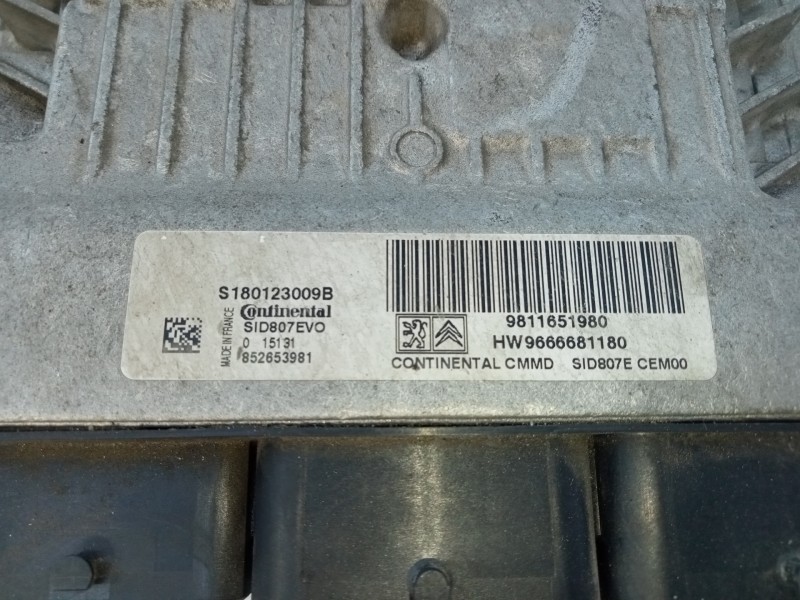 S180123009B
Continental
SID807EVO
0 15131
852653981
MADE IN FRANCE
9811651980
HW9666681180
CONTINENTAL CMMD SID807E CEM00